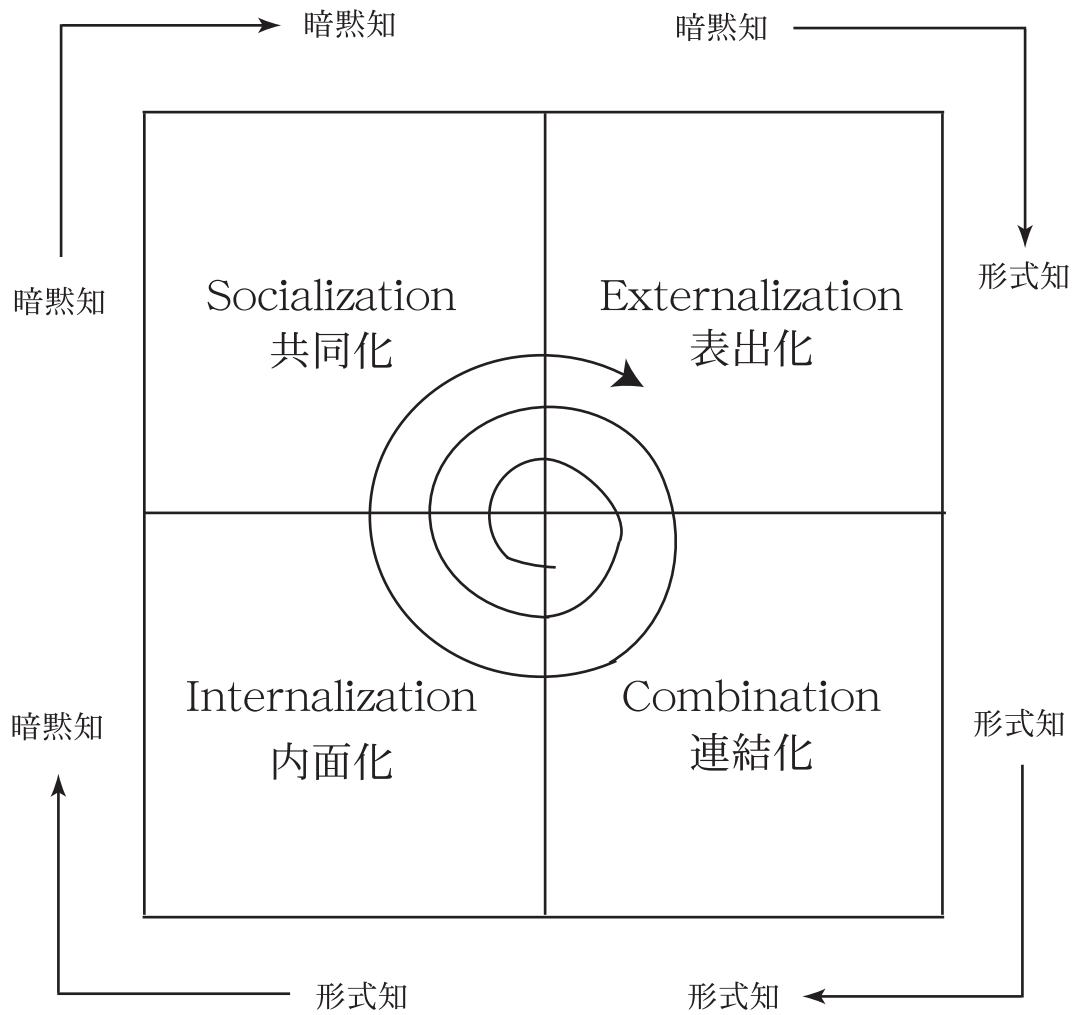 暗黙知
暗黙知
暗黙知
形式知
Socialization
共同化
Externalization
表出化
Internalization
内面化
Combination
連結化
暗黙知
形式知
形式知
形式知